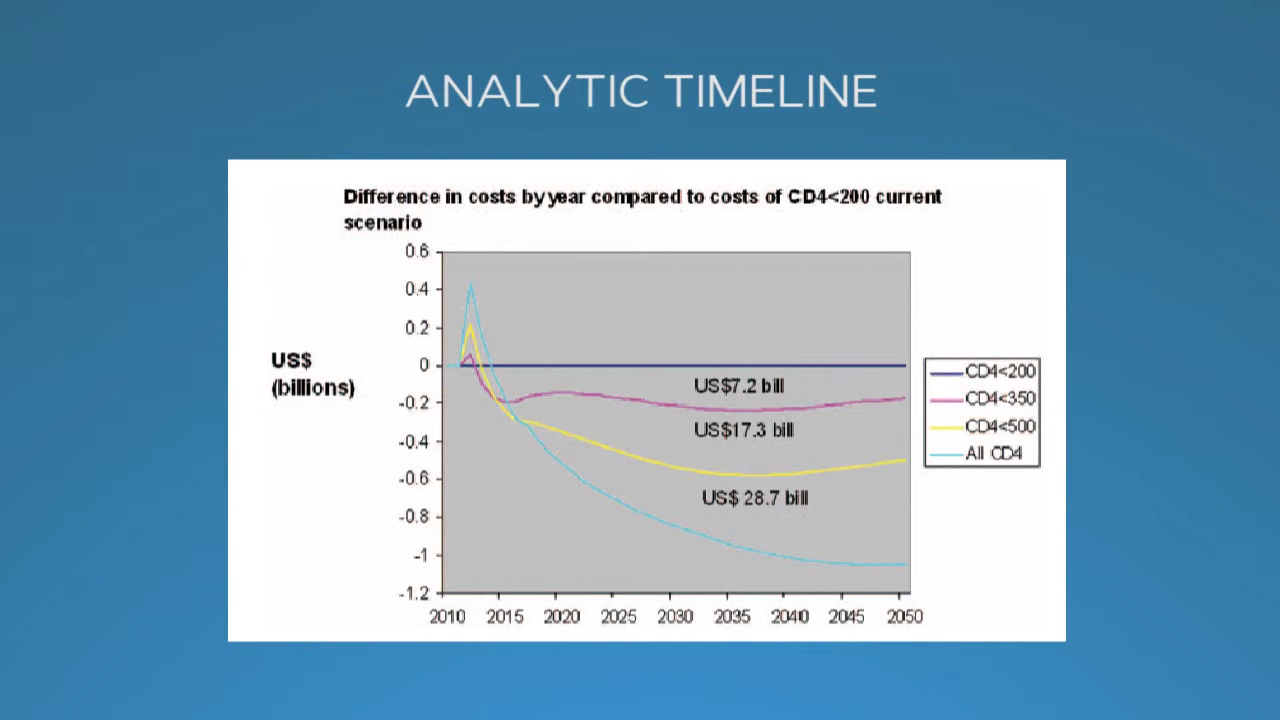 ANALYTIC TIMELINE
Difference in costs by year compared to costs of CD4<200 current
scenario
US$
(billions)
0.6
0.4
0.2
0
-0.2
-0.4
-0.6
-0.8
-1
-1.2
US$7.2 bill
US$17.3 bill
US$ 28.7 bill
2010 2015 2020 2025 2030 2035 2040 2045 2050
CD4<200
CD4<350
CD4<500
All CD4